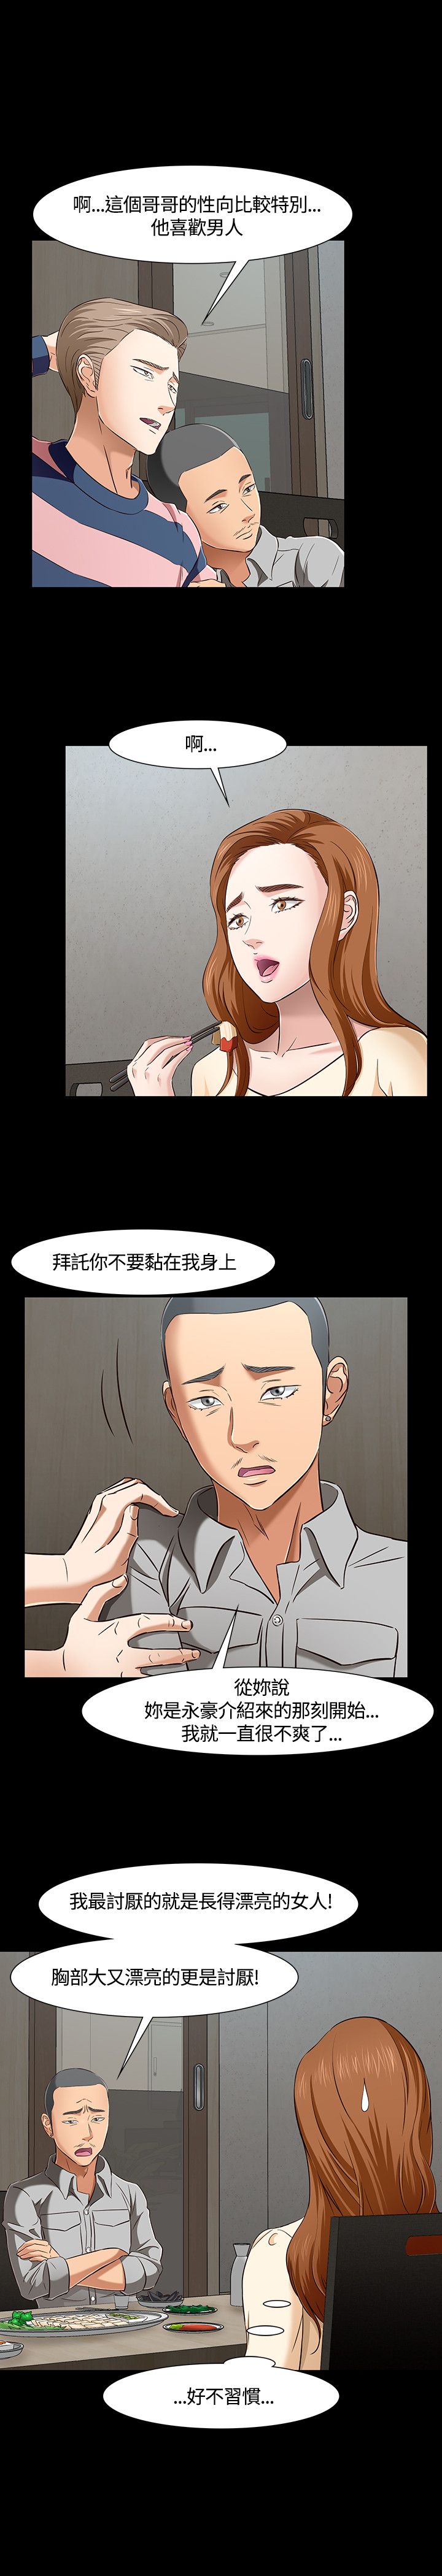 啊...這個哥哥的性向比較特別...
他喜歡男人
啊...
拜託你不要黏在我身上
從妳說
妳是永豪介紹來的那刻開始...
我就一直很不爽了...
我最討厭的就是長得漂亮的女人!
胸部大又漂亮的更是討厭!
...好不習慣...